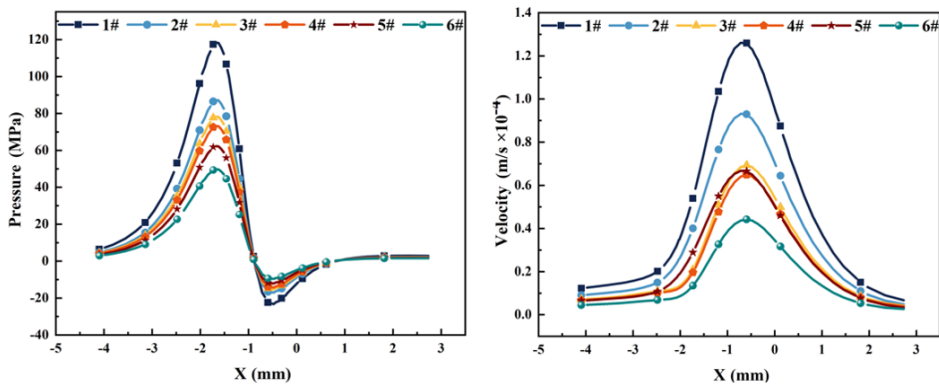 1# 2# 3# 4# 5# 6#
120
100
80
60
40
20
0
-20
-40
Pressure (MPa)
-5 -4 -3 -2 -1 0 1 2 3
X (mm)
1# 2# 3# 4# 5# 6#
1.4
1.2
1.0
0.8
0.6
0.4
0.2
0.0
Velocity (m/s ×10⁻⁴)
-5 -4 -3 -2 -1 0 1 2 3
X (mm)